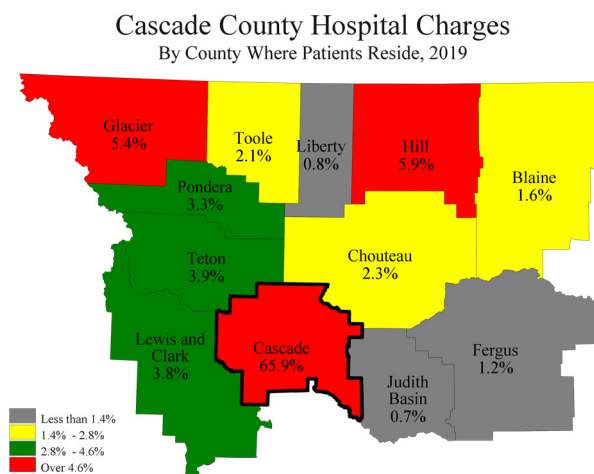 Cascade County Hospital Charges
By County Where Patients Reside, 2019
Glacier
5.4%
Toole
2.1%
Liberty
0.8%
Hill
5.9%
Blaine
1.6%
Pondera
3.3%
Teton
3.9%
Chouteau
2.3%
Lewis and
Clark
3.8%
Cascade
65.9%
Judith
Basin
0.7%
Fergus
1.2%
Less than 1.4%
1.4% - 2.8%
2.8% - 4.6%
Over 4.6%